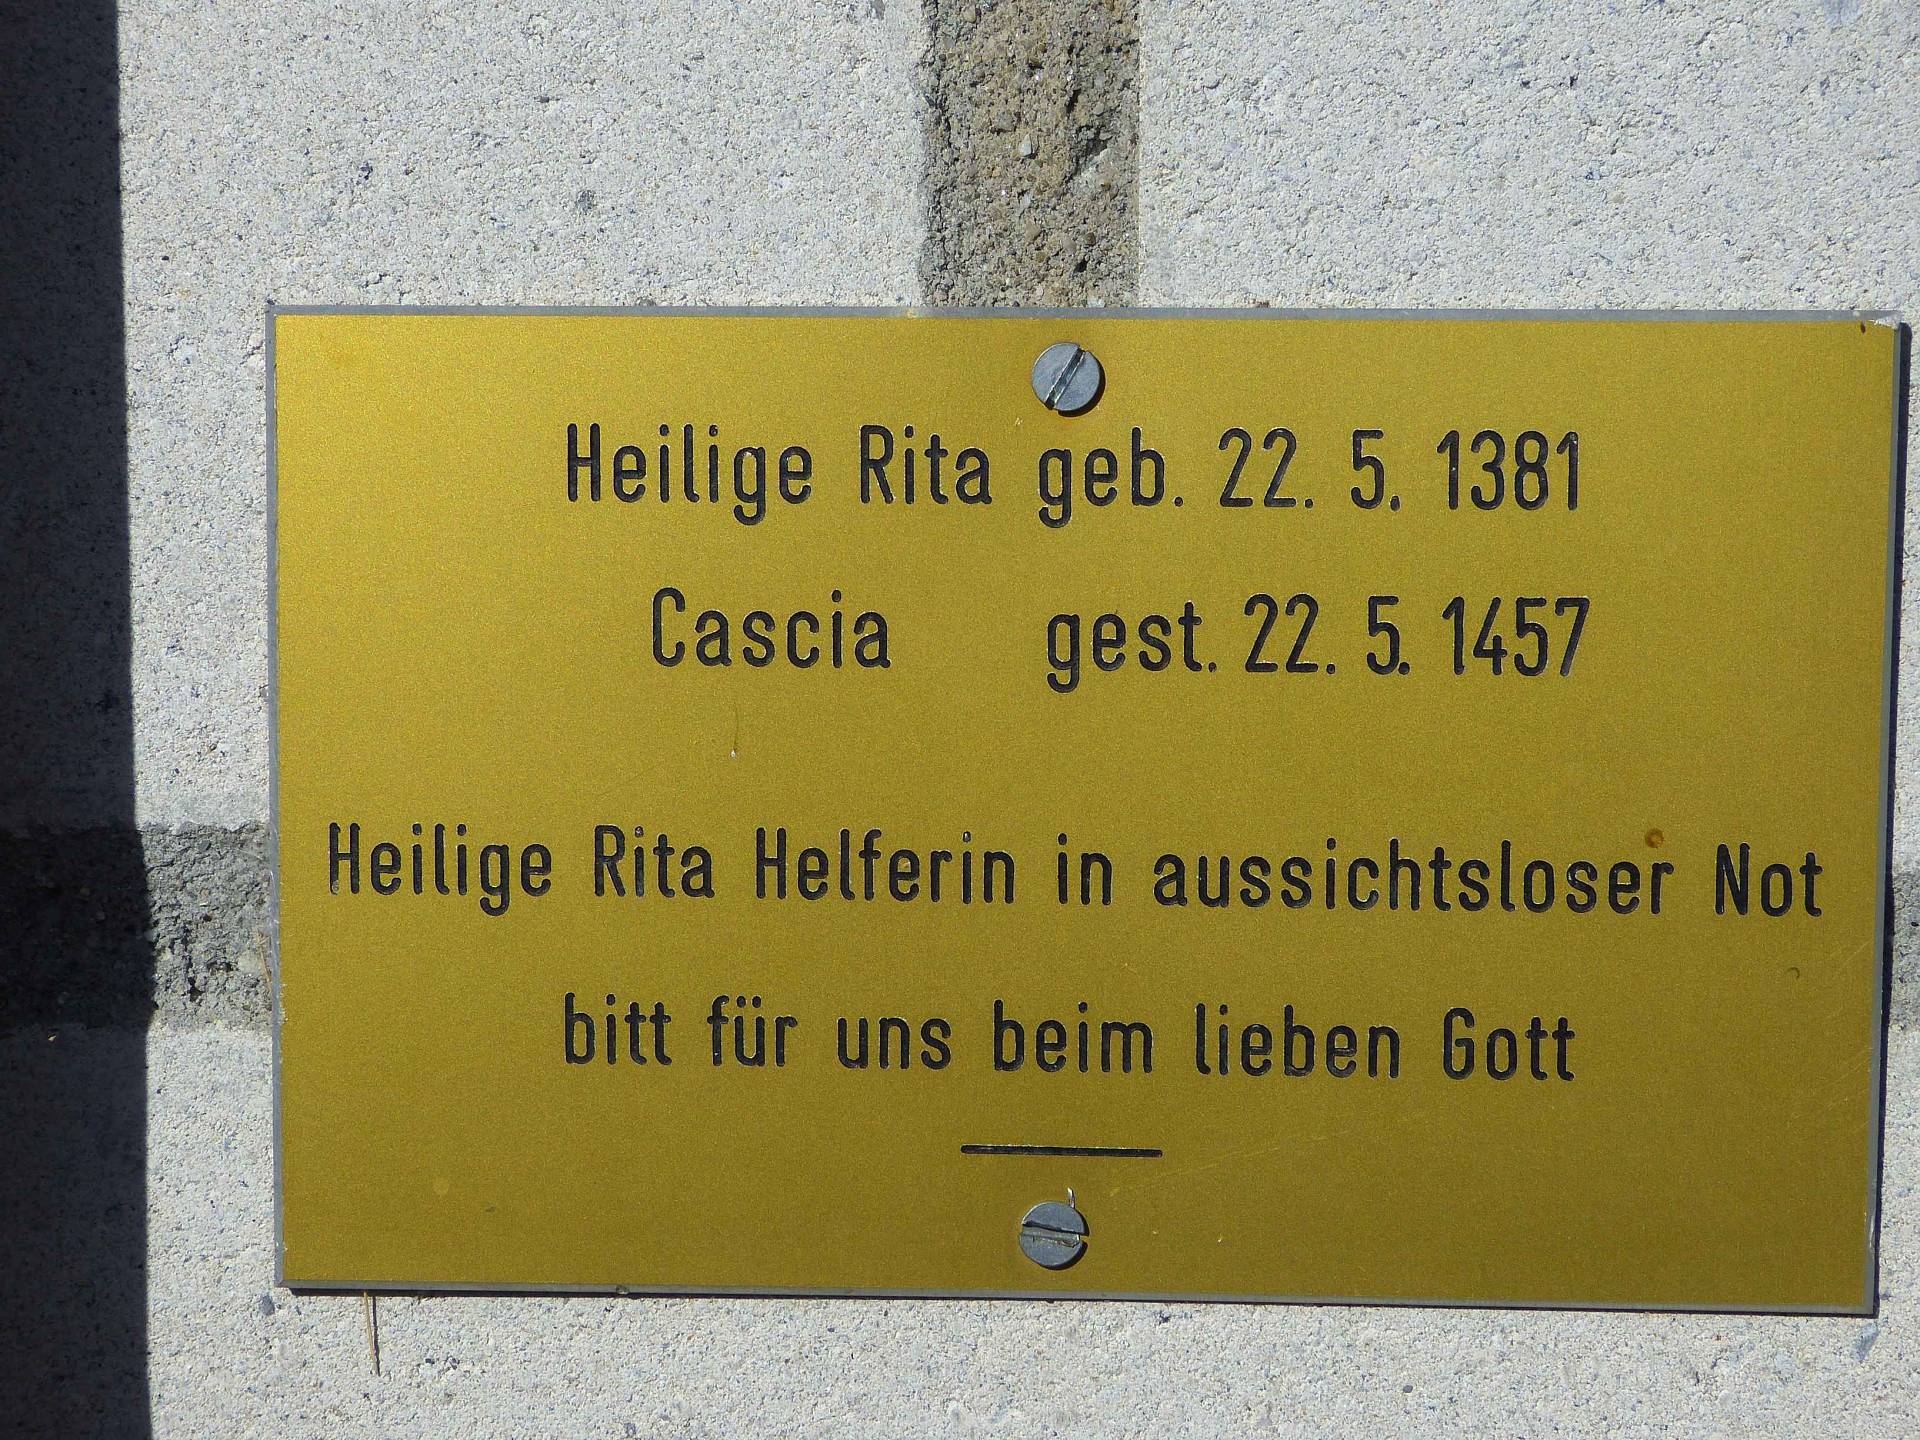 Heilige Rita geb. 22. 5. 1381
Cascia gest. 22. 5. 1457
Heilige Rita Helferin in aussichtsloser Not
bitt für uns beim lieben Gott